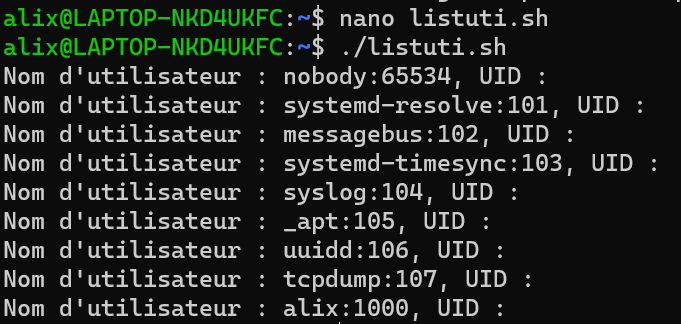 alix@LAPTOP-NKD4UKFC:~$ nano listuti.sh
alix@LAPTOP-NKD4UKFC:~$ ./listuti.sh
Nom d'utilisateur : nobody:65534, UID :
Nom d'utilisateur : systemd-resolve:101, UID :
Nom d'utilisateur : messagebus:102, UID :
Nom d'utilisateur : systemd-timesync:103, UID :
Nom d'utilisateur : syslog:104, UID :
Nom d'utilisateur : _apt:105, UID :
Nom d'utilisateur : uuidd:106, UID :
Nom d'utilisateur : tcpdump:107, UID :
Nom d'utilisateur : alix:1000, UID :